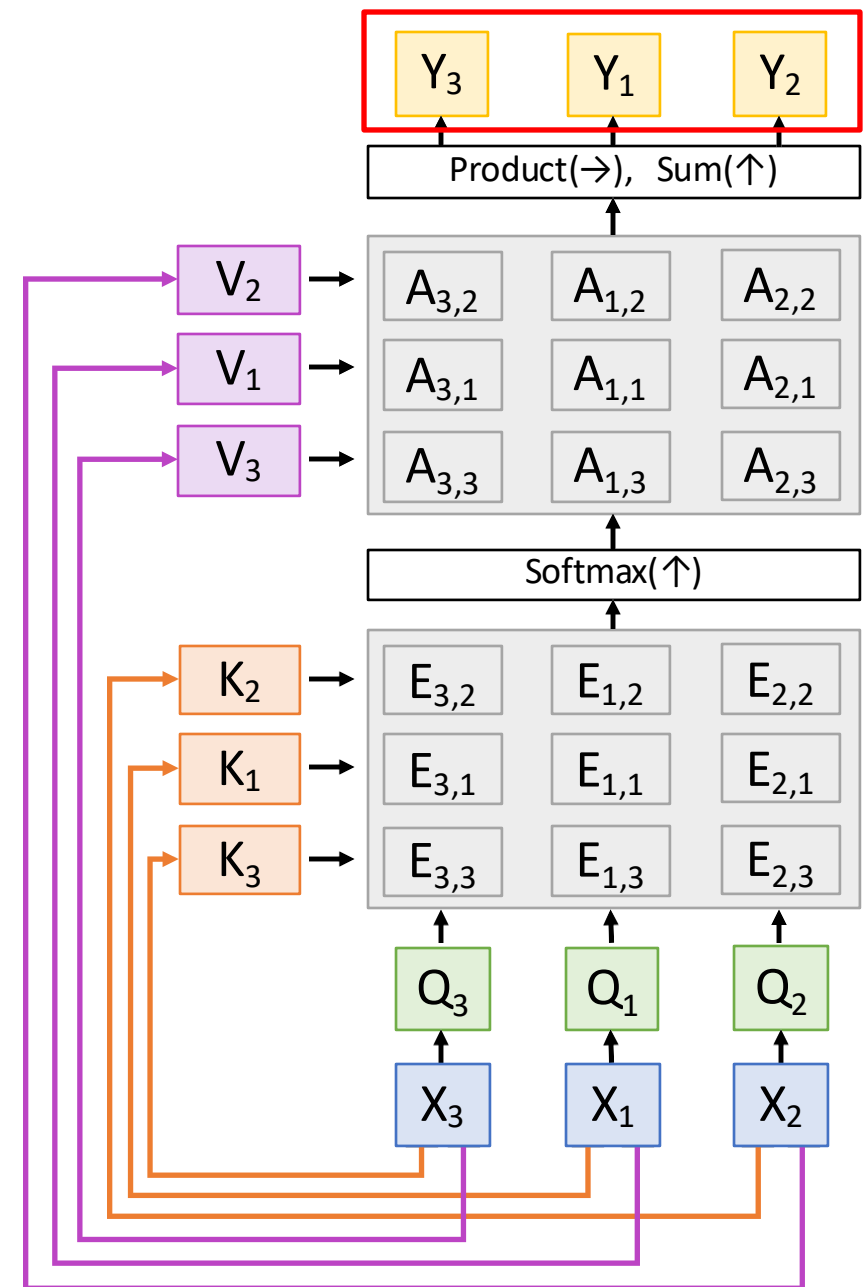 Y₃ Y₁ Y₂
Product(→), Sum(↑)
V₂ A₃,₂ A₁,₂ A₂,₂
V₁ A₃,₁ A₁,₁ A₂,₁
V₃ A₃,₃ A₁,₃ A₂,₃
Softmax(↑)
K₂ E₃,₂ E₁,₂ E₂,₂
K₁ E₃,₁ E₁,₁ E₂,₁
K₃ E₃,₃ E₁,₃ E₂,₃
Q₃ Q₁ Q₂
X₃ X₁ X₂